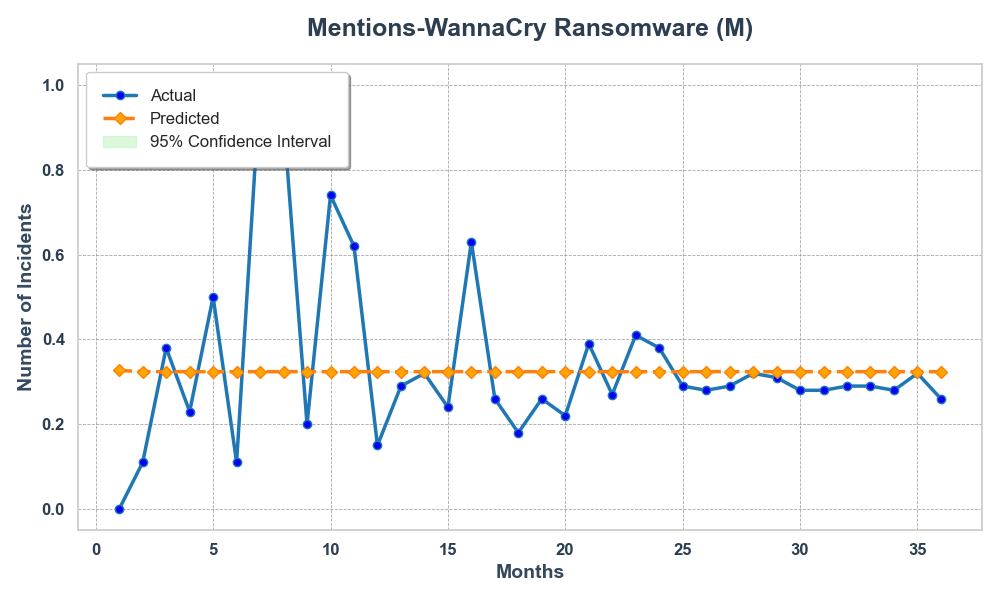 Mentions-WannaCry Ransomware (M)
Actual
Predicted
95% Confidence Interval
Number of Incidents
1.0
0.8
0.6
0.4
0.2
0.0
0 5 10 15 20 25 30 35
Months